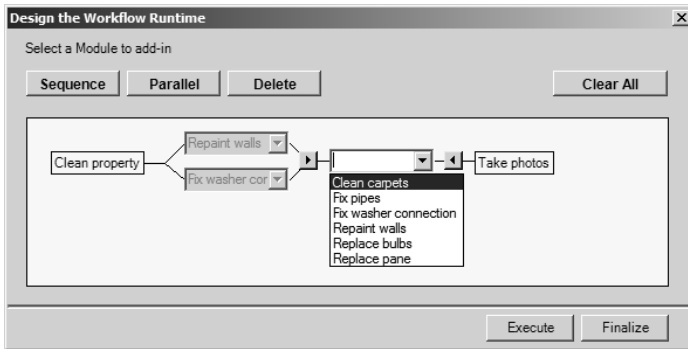 Design the Workflow Runtime
Select a Module to add-in
Sequence
Parallel
Delete
Clear All
Clean property
Repaint walls
Fix washer cor
Take photos
Clean carpets
Fix pipes
Fix washer connection
Repaint walls
Replace bulbs
Replace pane
Execute
Finalize